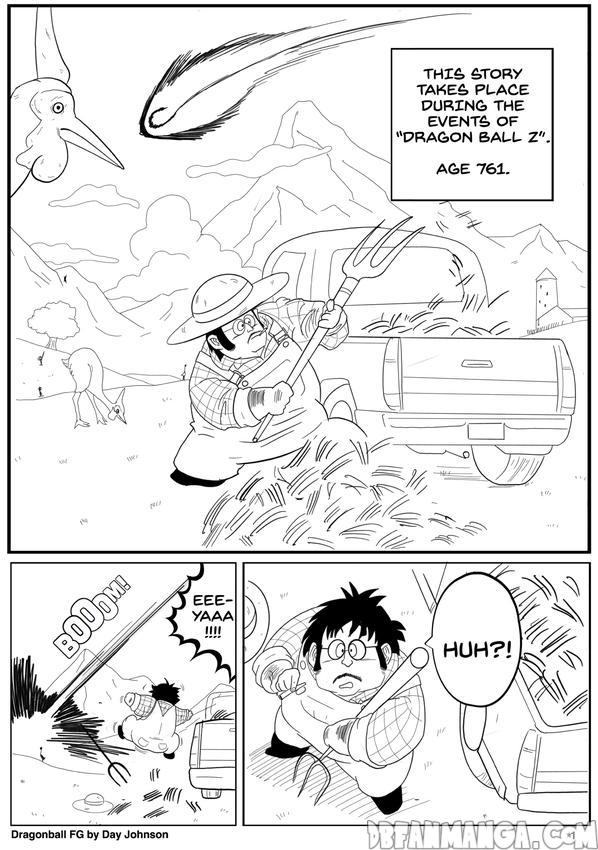 THIS STORY
TAKES PLACE
DURING THE
EVENTS OF
"DRAGON BALL Z".
AGE 761.
HUH?!
EEE-
YAAA
!!!!
BOOOM!
Dragonball FG by Day Johnson
DBFANMANGA.COM